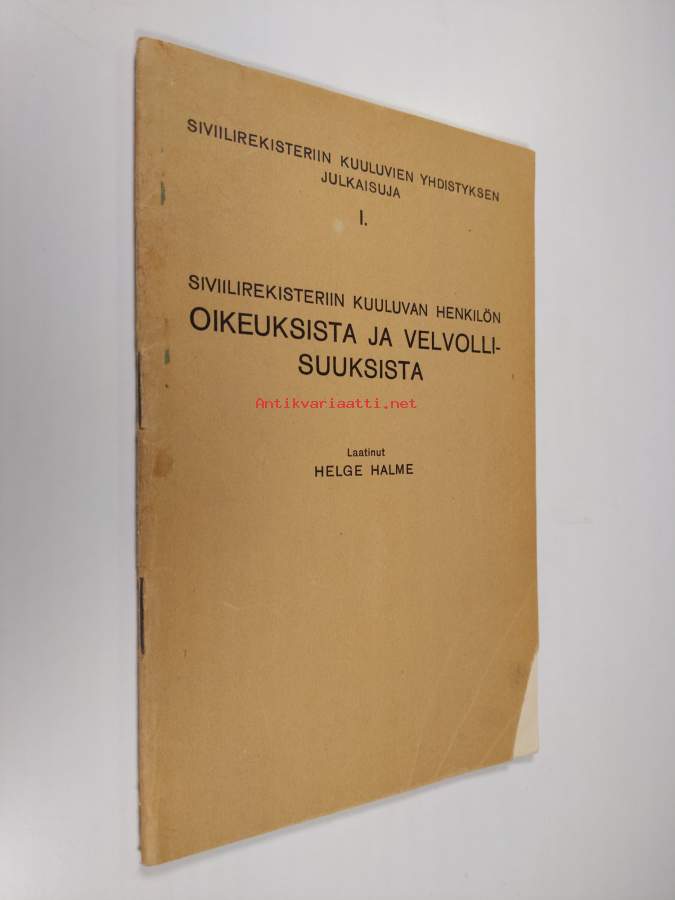 SIVIILIREKISTERIIN KUULUVIEN YHDISTYKSEN
JULKAISUJA
I.
SIVIILIREKISTERIIN KUULUVAN HENKILÖN
OIKEUKSISTA JA VELVOLLI-
SUUKSISTA
Antikvariaatti.net
Laatinut
HELGE HALME